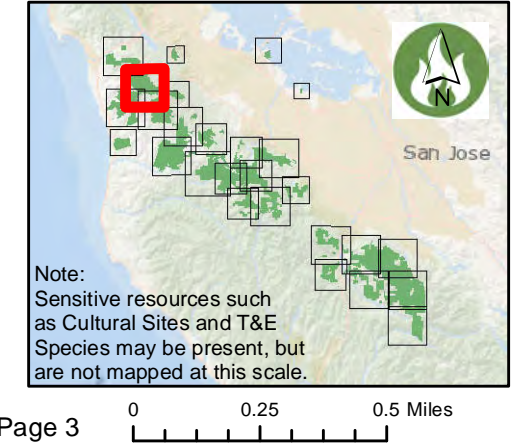 N
San Jose
Note:
Sensitive resources such
as Cultural Sites and T&E
Species may be present, but
are not mapped at this scale.
Page 3
0 0.25 0.5 Miles